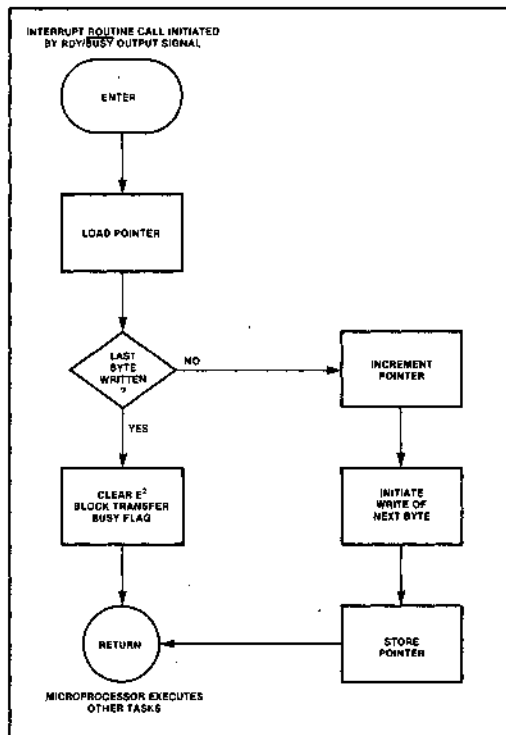 INTERRUPT ROUTINE CALL INITIATED
BY RDY/BUSY OUTPUT SIGNAL
ENTER
LOAD POINTER
LAST
BYTE
WRITTEN
?
NO
INCREMENT
POINTER
YES
CLEAR E²
BLOCK TRANSFER
BUSY FLAG
INITIATE
WRITE OF
NEXT BYTE
RETURN
STORE
POINTER
MICROPROCESSOR EXECUTES
OTHER TASKS